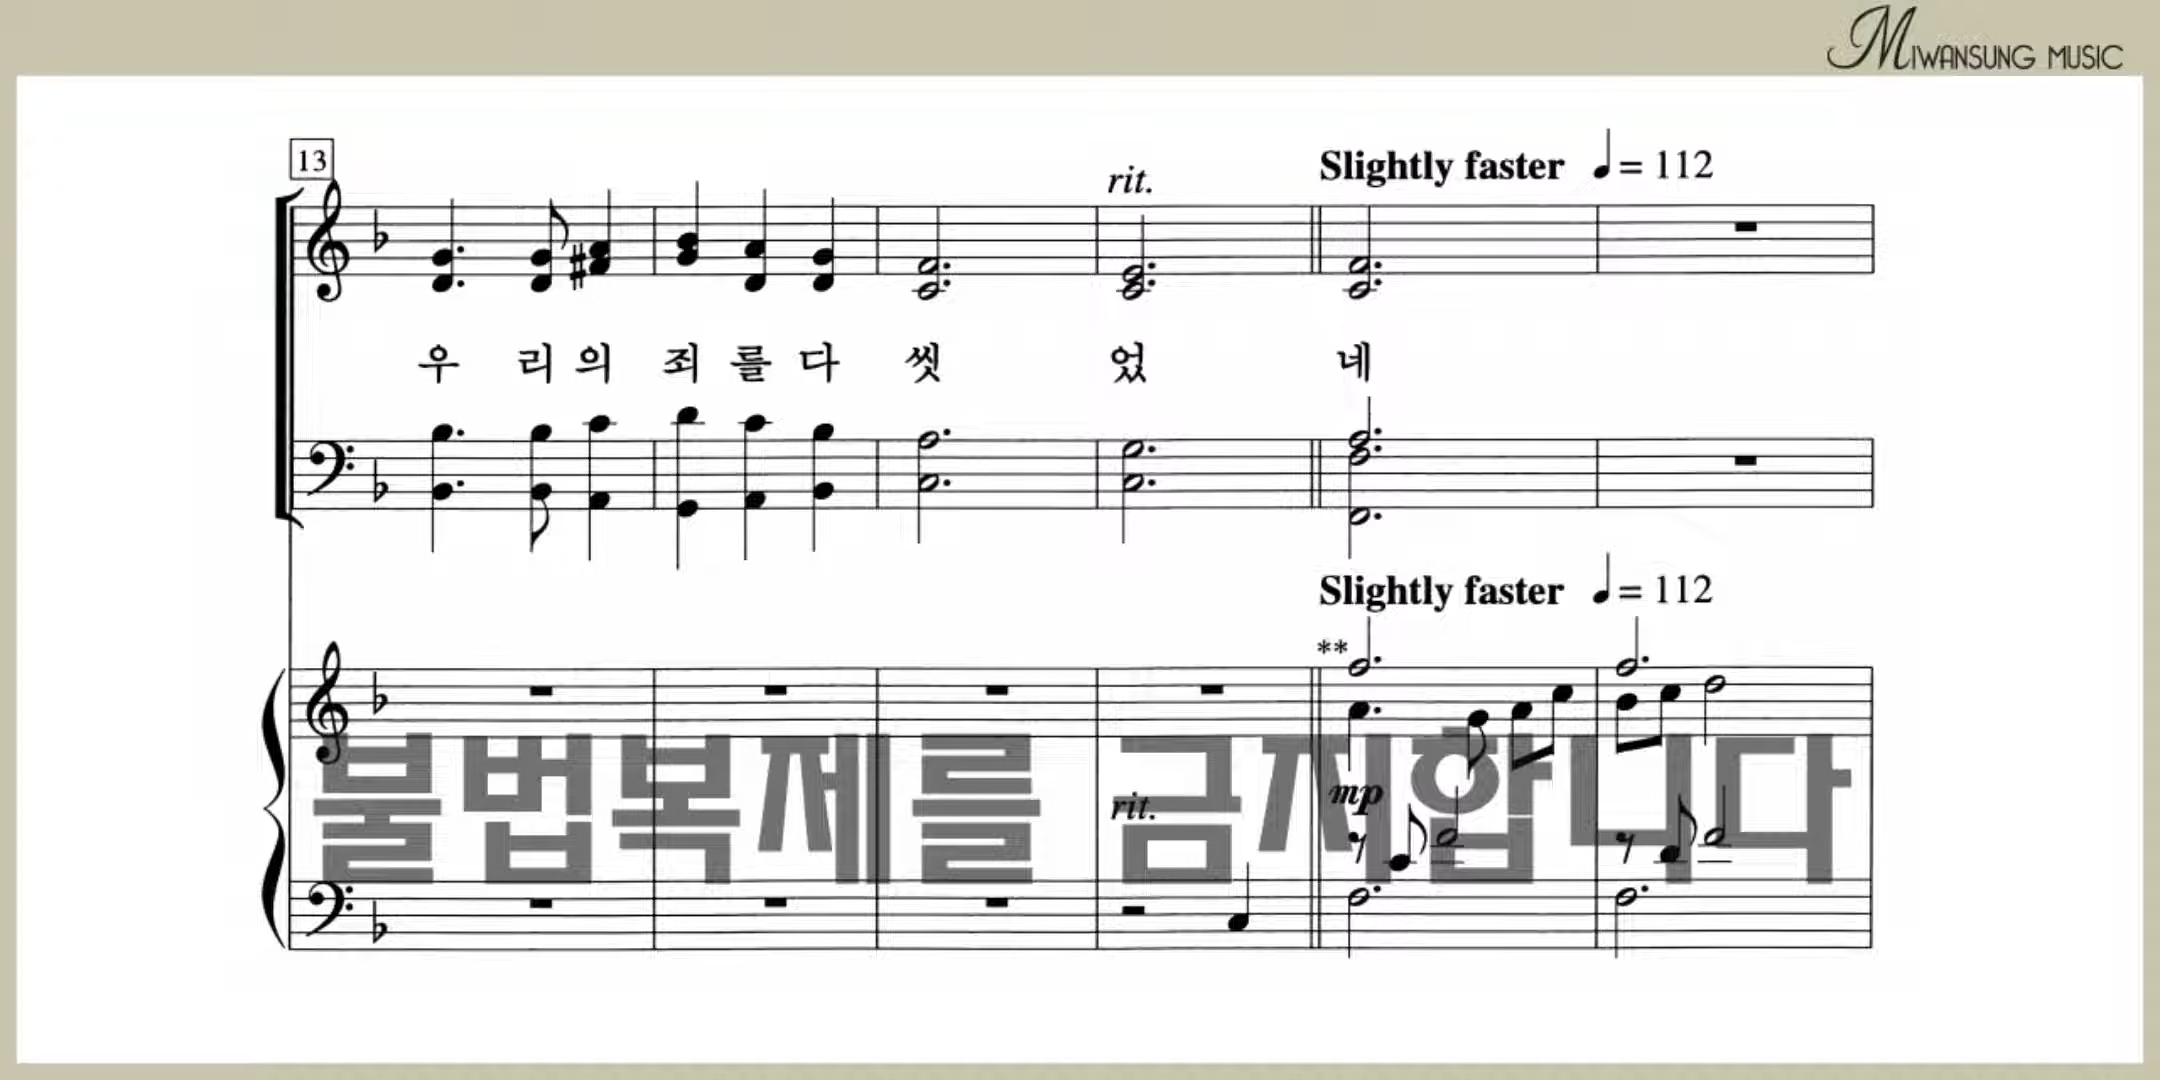 MIWANSUNG MUSIC
13
rit.
Slightly faster ♩= 112
우 리 의 죄 를 다 씻 었 네
Slightly faster ♩= 112
**
불법복제를 금지합니다
rit.
mp